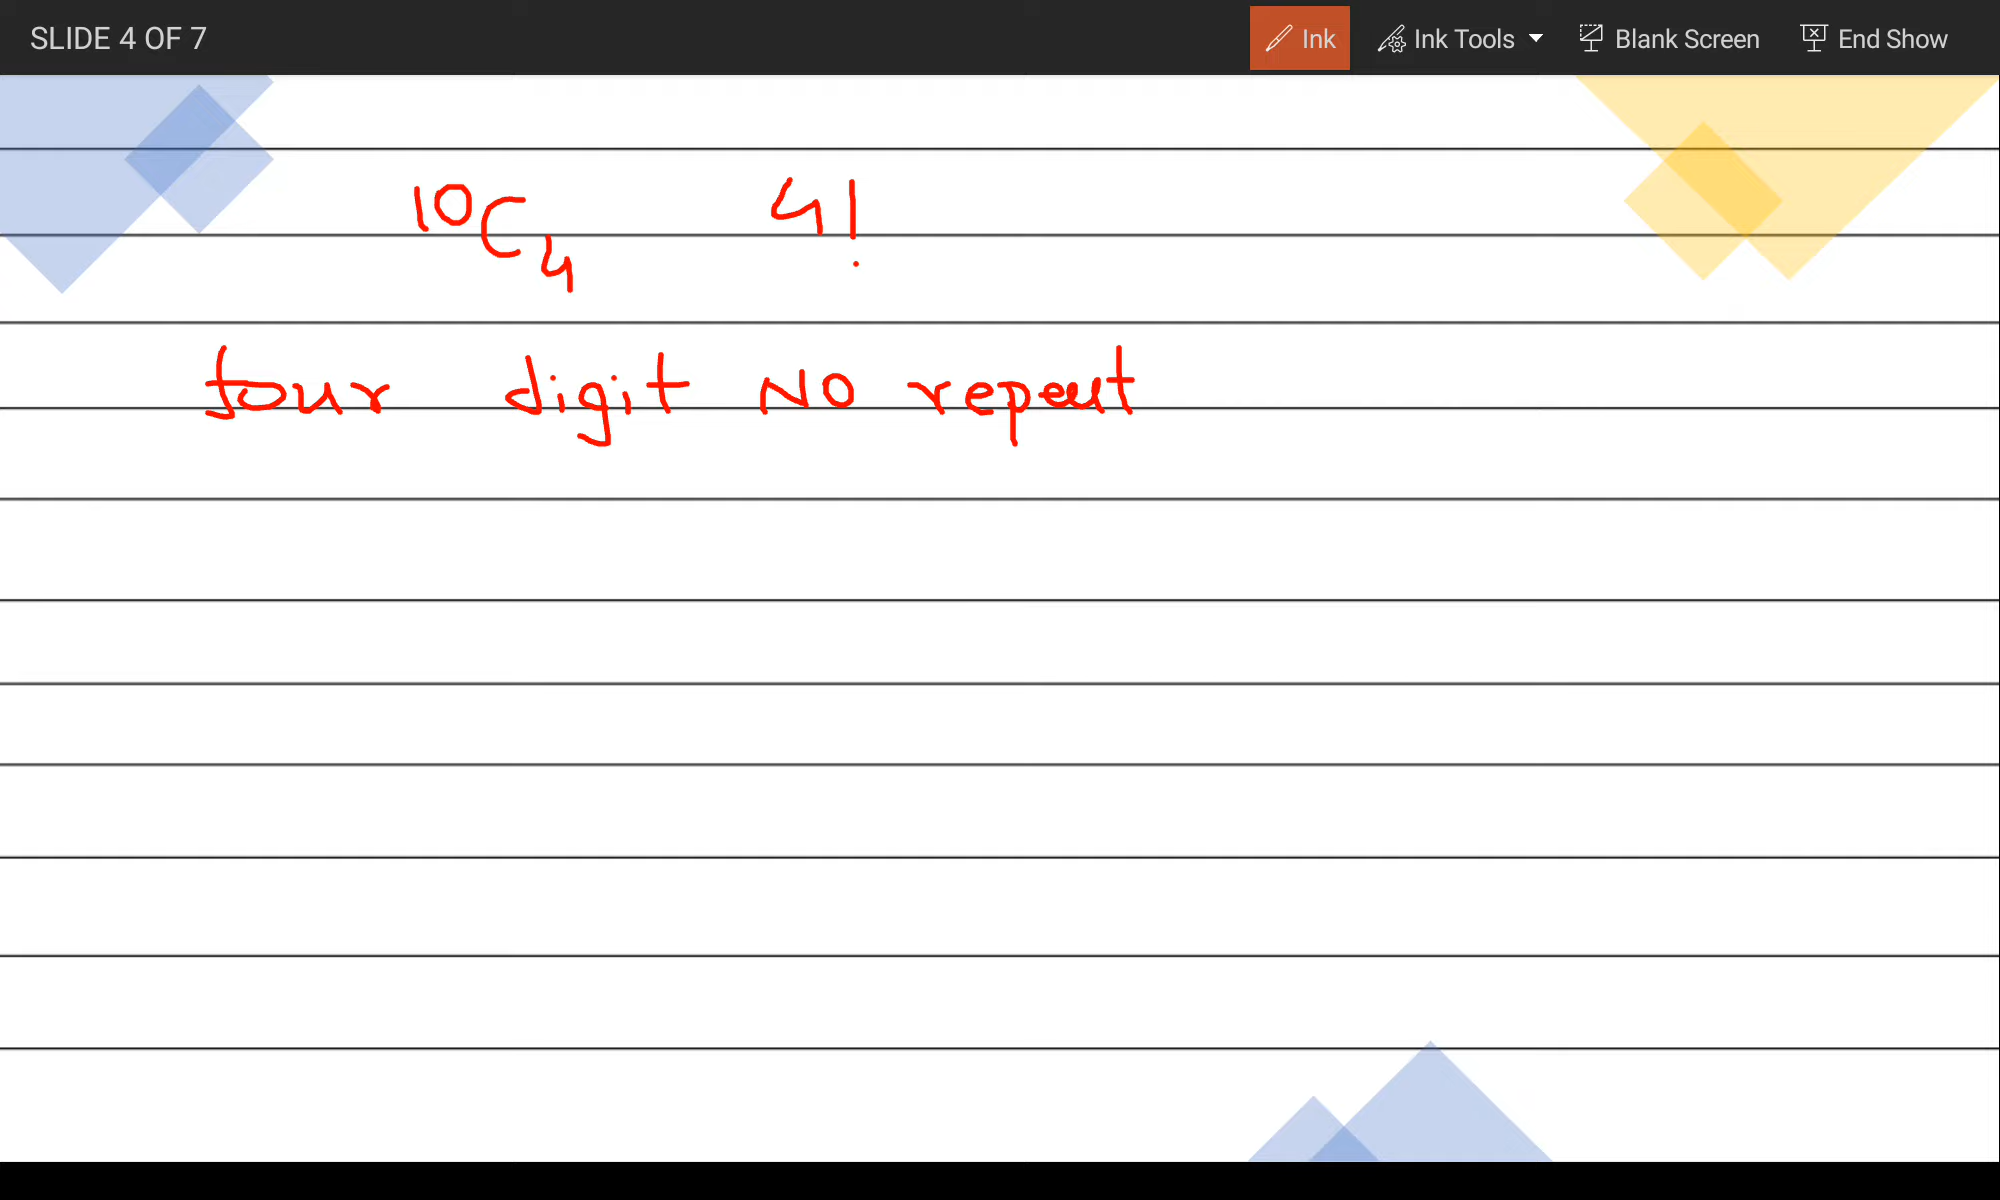 SLIDE 4 OF 7 Ink Ink Tools Blank Screen End Show
¹⁰C₄ 4!
four digit NO repeat